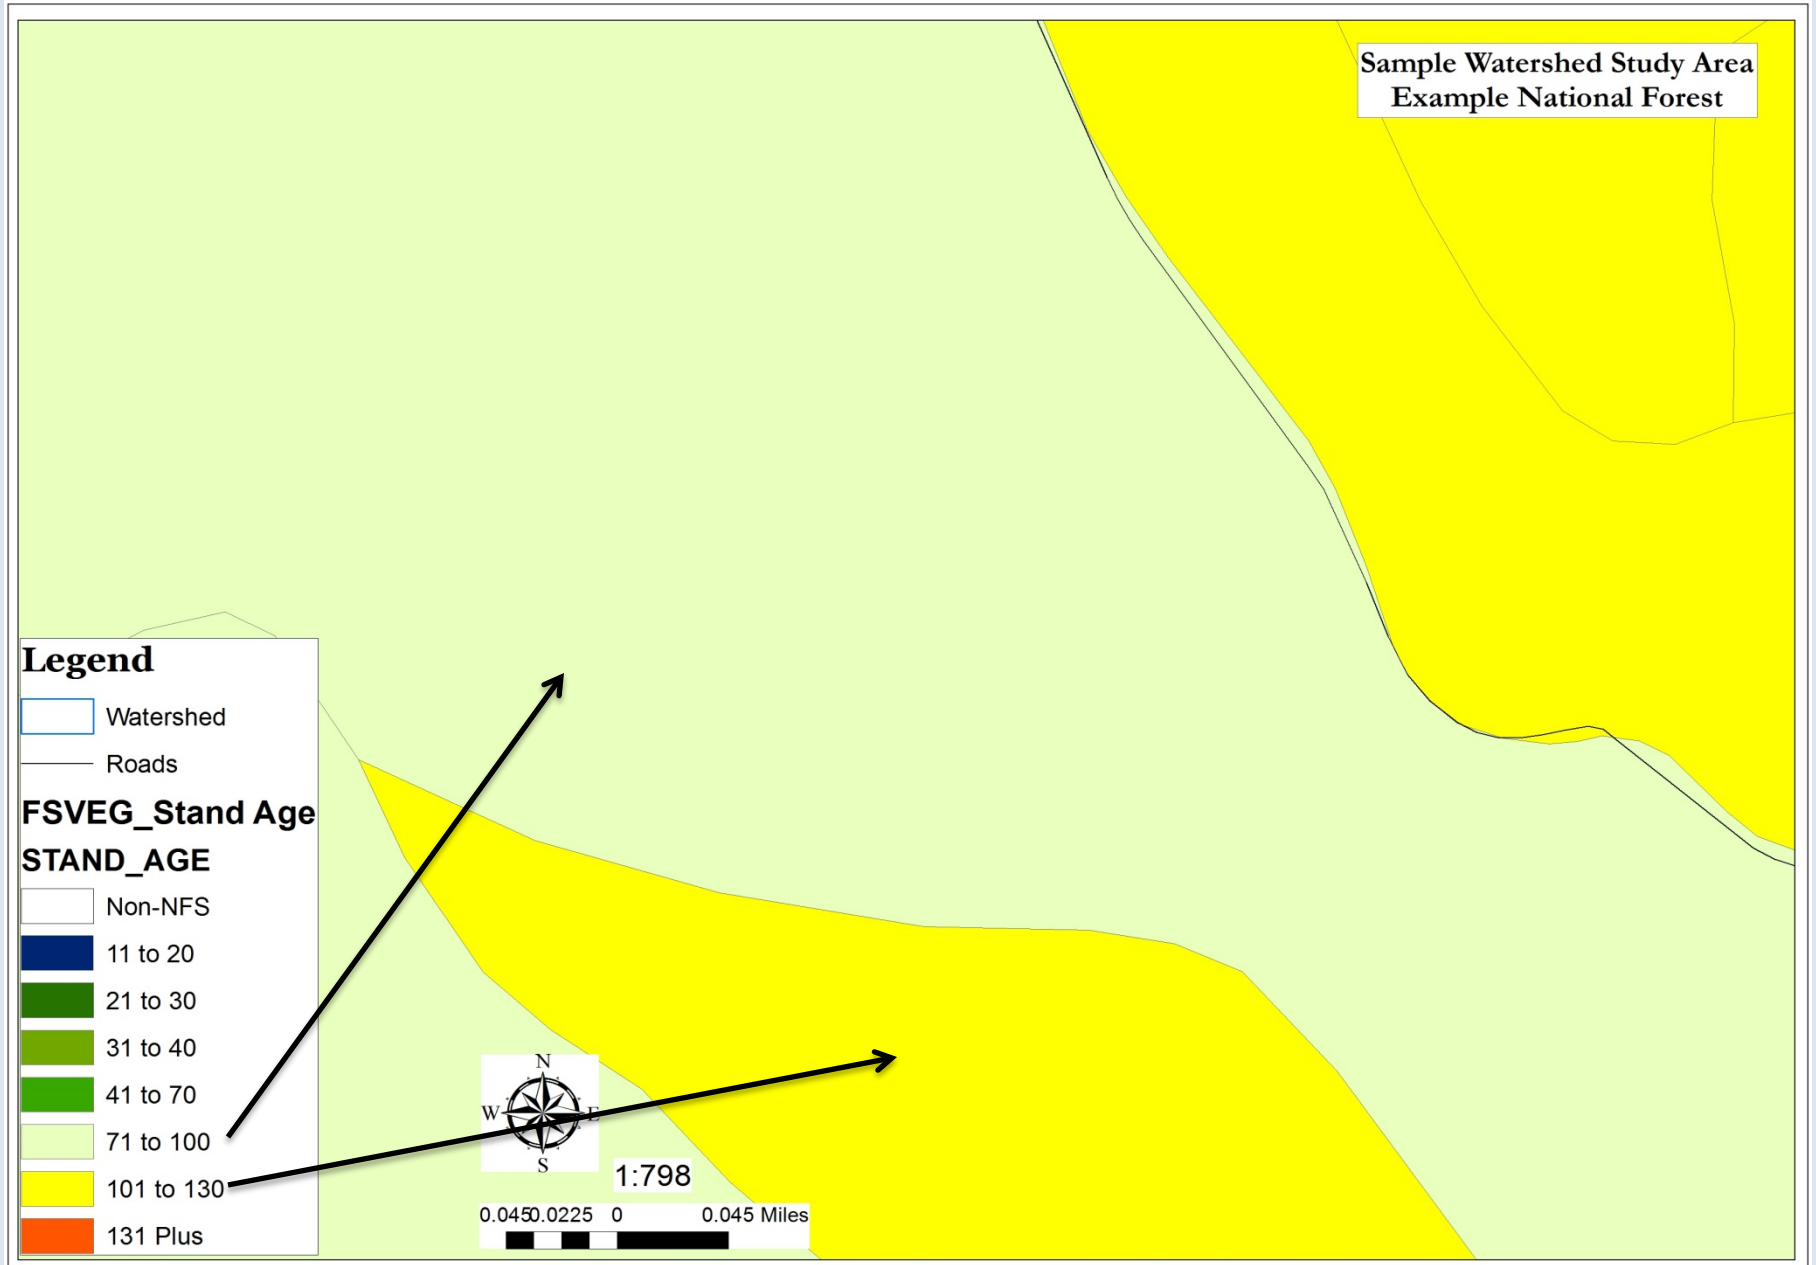 Sample Watershed Study Area
Example National Forest
Legend
Watershed
Roads
FSVEG_Stand Age
STAND_AGE
Non-NFS
11 to 20
21 to 30
31 to 40
41 to 70
71 to 100
101 to 130
131 Plus
N
W E
S
1:798
0.045 0.0225 0 0.045 Miles